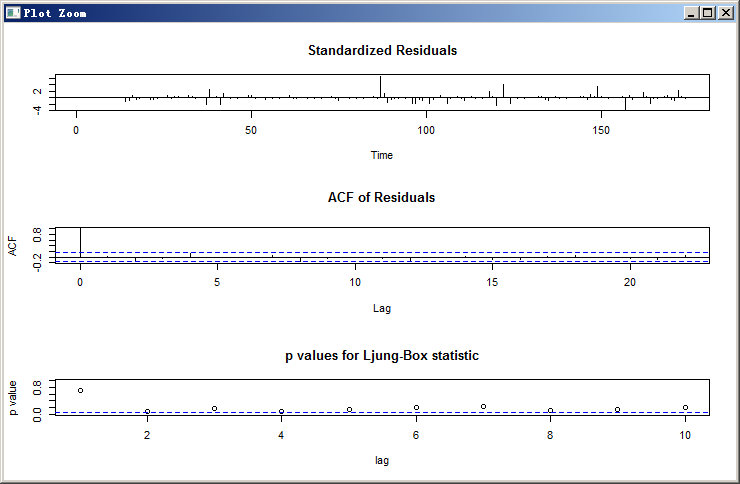 Plot Zoom
Standardized Residuals
2
-4
0 50 100 150
Time
ACF of Residuals
ACF
0.8
-0.2
0 5 10 15 20
Lag
p values for Ljung-Box statistic
p value
0.8
0.0
2 4 6 8 10
lag